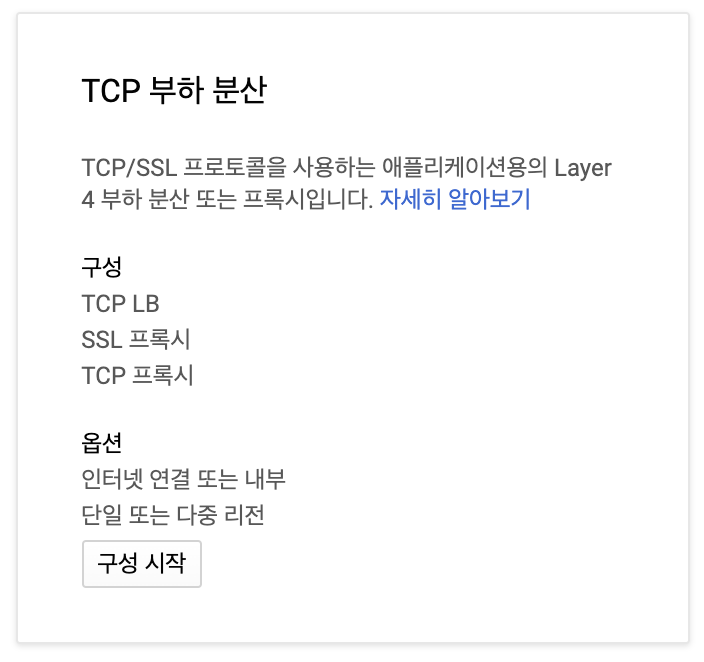 TCP 부하 분산
TCP/SSL 프로토콜을 사용하는 애플리케이션용의 Layer
4 부하 분산 또는 프록시입니다. 자세히 알아보기
구성
TCP LB
SSL 프록시
TCP 프록시
옵션
인터넷 연결 또는 내부
단일 또는 다중 리전
구성 시작